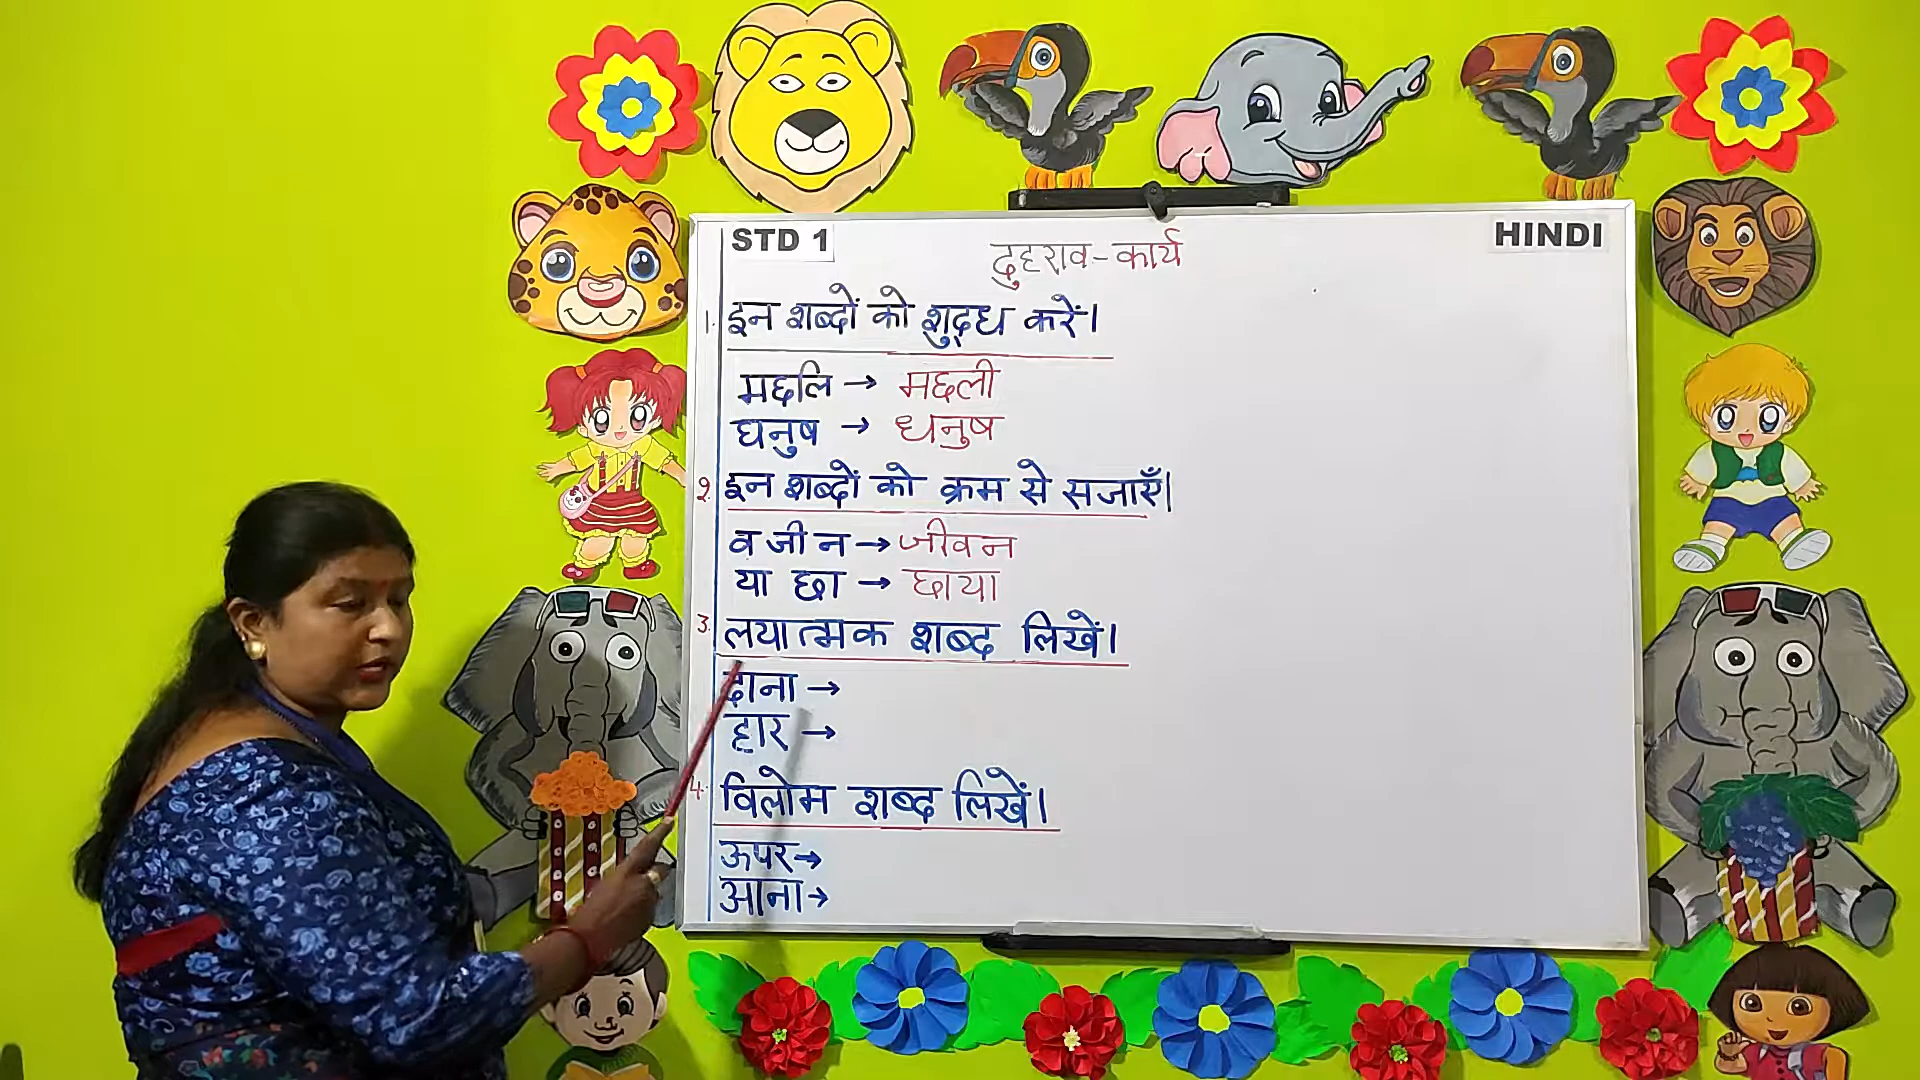 STD 1
HINDI
दुहराव-कार्य
1. इन शब्दों को शुद्ध करें।
मछलि → मछली
घनुष → धनुष
2. इन शब्दों को क्रम से सजाएँ।
व जी न → जीवन
या छा → छाया
3. लयात्मक शब्द लिखें।
दाना →
हार →
4. विलोम शब्द लिखें।
ऊपर →
आना →